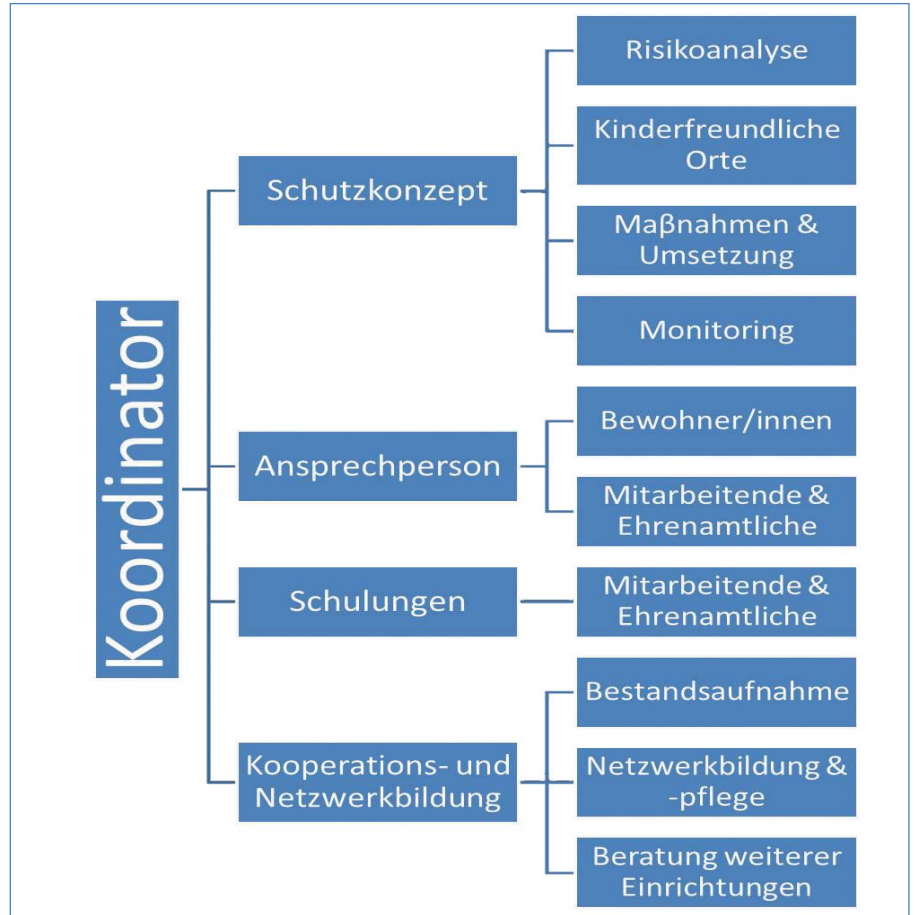 Koordinator
Schutzkonzept
Risikoanalyse
Kinderfreundliche
Orte
Maβnahmen &
Umsetzung
Monitoring
Ansprechperson
Bewohner/innen
Mitarbeitende &
Ehrenamtliche
Schulungen
Mitarbeitende &
Ehrenamtliche
Kooperations- und
Netzwerkbildung
Bestandsaufnahme
Netzwerkbildung &
-pflege
Beratung weiterer
Einrichtungen